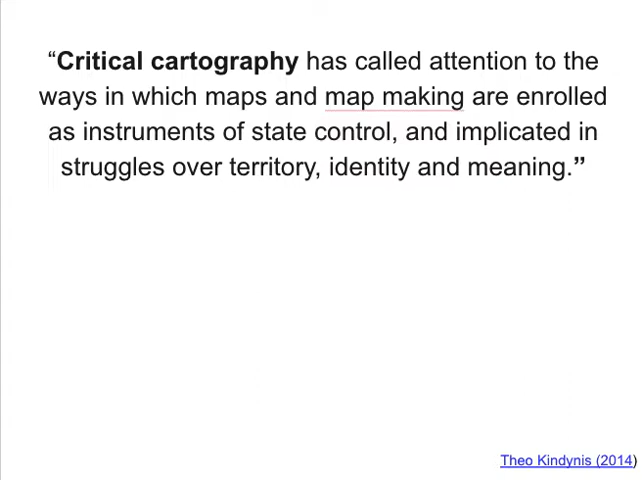 “Critical cartography has called attention to the
ways in which maps and map making are enrolled
as instruments of state control, and implicated in
struggles over territory, identity and meaning.”
Theo Kindynis (2014)